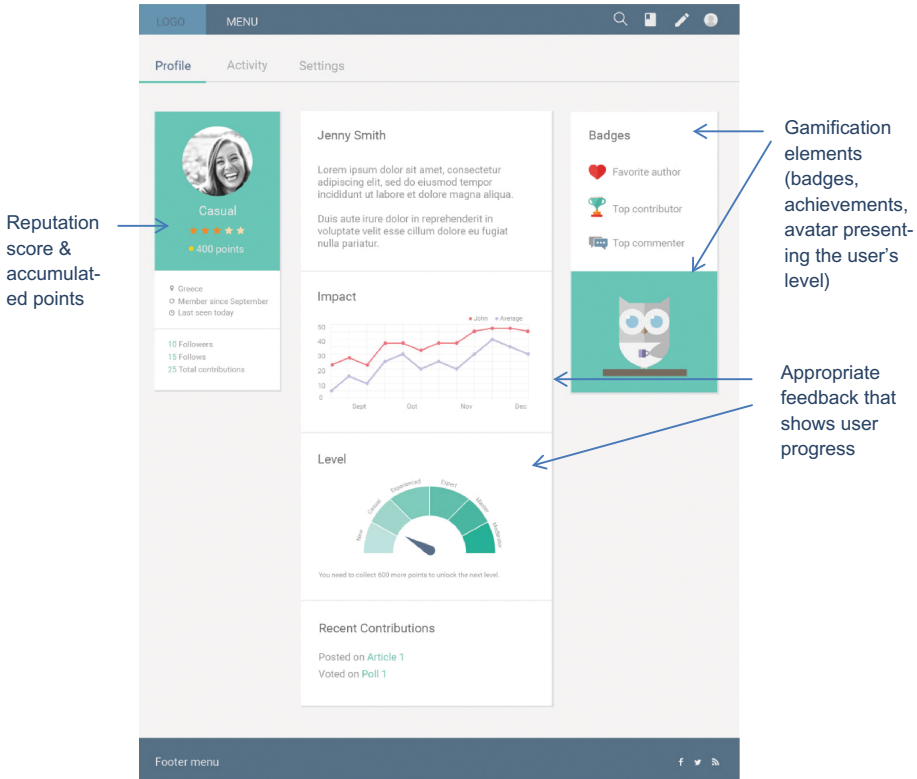 LOGO
MENU
Profile
Activity
Settings
Reputation
score &
accumulat-
ed points
Casual
400 points
Greece
Member since September
Last seen today
10 Followers
15 Follows
25 Total contributions
Jenny Smith
Lorem ipsum dolor sit amet, consectetur
adipiscing elit, sed do eiusmod tempor
incididunt ut labore et dolore magna aliqua.
Duis aute irure dolor in reprehenderit in
voluptate velit esse cillum dolore eu fugiat
nulla pariatur.
Impact
John
Average
50
40
30
20
10
0
Sept
Oct
Nov
Dec
Level
New
Casual
Experienced
Expert
Master
Moderator
You need to collect 600 more points to unlock the next level.
Recent Contributions
Posted on Article 1
Voted on Poll 1
Badges
Favorite author
Top contributor
Top commenter
Gamification
elements
(badges,
achievements,
avatar present-
ing the user's
level)
Appropriate
feedback that
shows user
progress
Footer menu